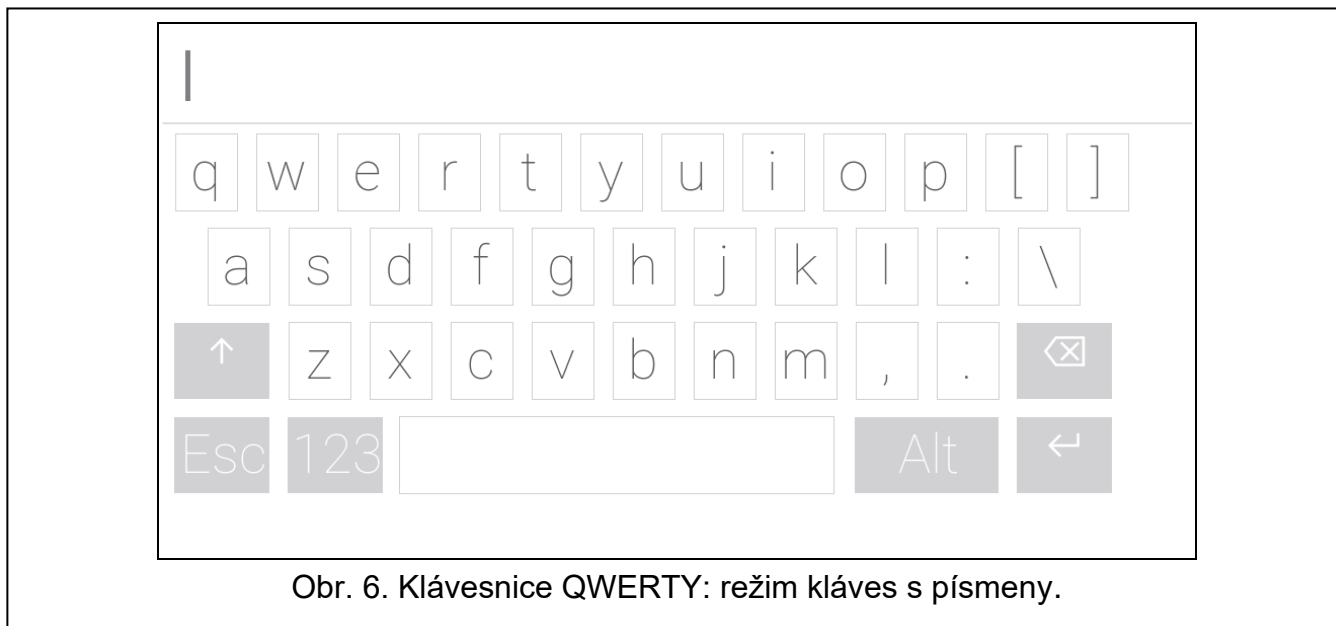 q w e r t y u i o p [ ]
a s d f g h j k l : \
↑ z x c v b n m , . ⌫
Esc 123 Alt ↵
Obr. 6. Klávesnice QWERTY: režim kláves s písmeny.